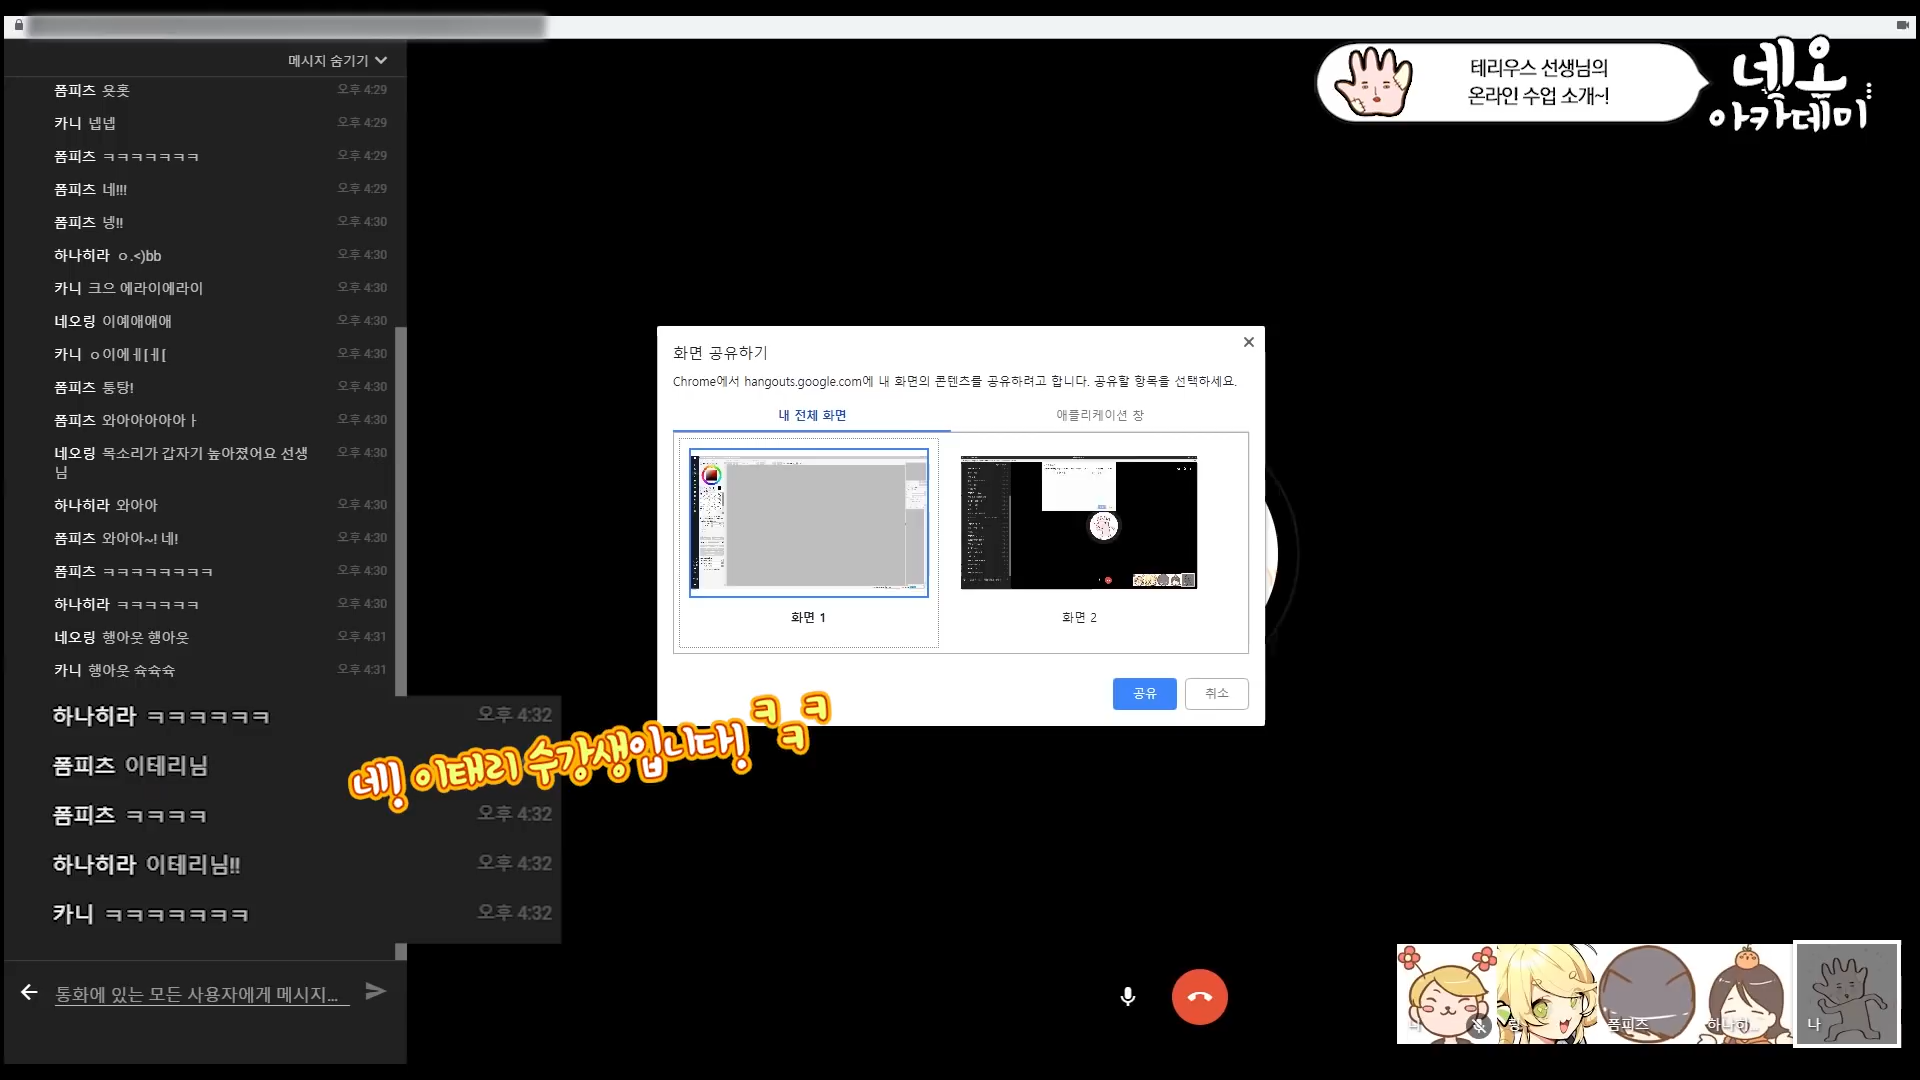 메시지 숨기기
폼피츠 욧홋 오후 4:29
카니 넵넵 오후 4:29
폼피츠 ㅋㅋㅋㅋㅋㅋㅋ 오후 4:29
폼피츠 네!!! 오후 4:29
폼피츠 넹!! 오후 4:30
하나히라 ㅇ.<)bb 오후 4:30
카니 크으 에라이에라이 오후 4:30
네오링 이예애애애 오후 4:30
카니 ㅇ이에ㅔ[ㅔ[ 오후 4:30
폼피츠 퉁탕! 오후 4:30
폼피츠 와아아아아아ㅏ 오후 4:30
네오링 목소리가 갑자기 높아졌어요 선생 오후 4:30
님
하나히라 와아아 오후 4:30
폼피츠 와아아~! 네! 오후 4:30
폼피츠 ㅋㅋㅋㅋㅋㅋㅋㅋ 오후 4:30
하나히라 ㅋㅋㅋㅋㅋㅋ 오후 4:30
네오링 행아웃 행아웃 오후 4:31
카니 행아웃 슉슉슉 오후 4:31
하나히라 ㅋㅋㅋㅋㅋㅋ 오후 4:32
폼피츠 이테리님
폼피츠 ㅋㅋㅋㅋ 오후 4:32
하나히라 이테리님!! 오후 4:32
카니 ㅋㅋㅋㅋㅋㅋㅋ 오후 4:32
통화에 있는 모든 사용자에게 메시지...
테리우스 선생님의
온라인 수업 소개~!
네오
아카데미
화면 공유하기
Chrome에서 hangouts.google.com에 내 화면의 콘텐츠를 공유하려고 합니다. 공유할 항목을 선택하세요.
내 전체 화면 애플리케이션 창
화면 1 화면 2
공유 취소
네! 이태리 수강생입니다! ㅋㅋㅋ
폼피츠
하나히...
나